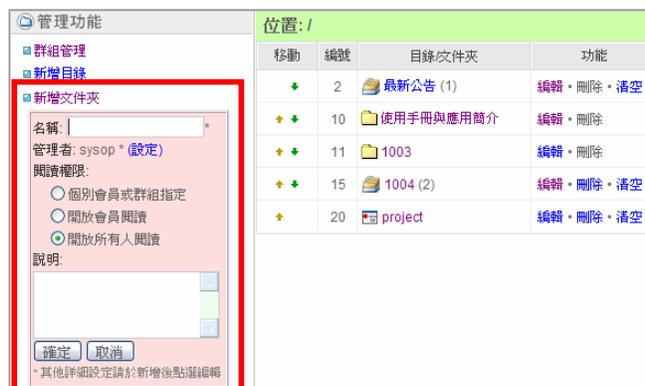 管理功能
群組管理
新增目錄
新增文件夾
名稱: *
管理者: sysop * (設定)
閱讀權限:
個別會員或群組指定
開放會員閱讀
開放所有人閱讀
說明:
確定 取消
* 其他詳細設定請於新增後點選編輯
位置: /
移動 編號 目錄/文件夾 功能
2 最新公告 (1) 編輯・刪除・清空
10 使用手冊與應用簡介 編輯・刪除
11 1003 編輯・刪除
15 1004 (2) 編輯・刪除・清空
20 project 編輯・刪除・清空